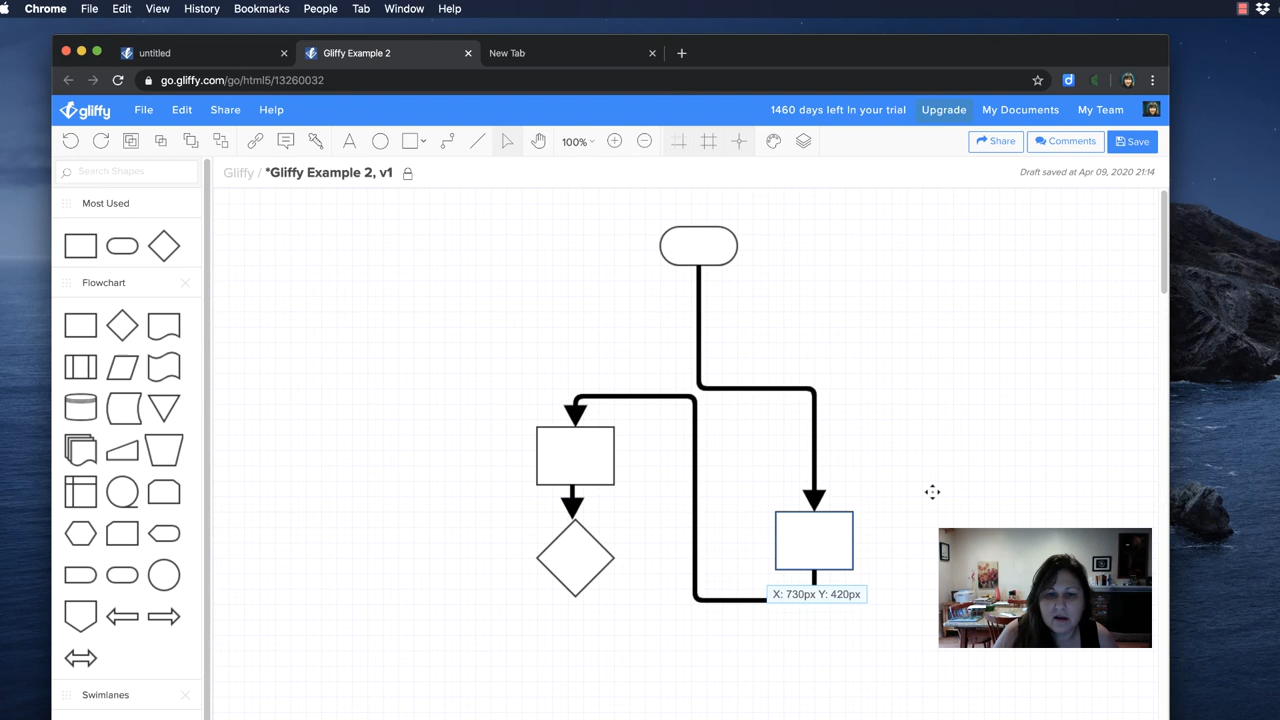 Chrome File Edit View History Bookmarks People Tab Window Help
untitled Gliffy Example 2 New Tab
go.gliffy.com/go/html5/13260032
gliffy File Edit Share Help 1460 days left In your trial Upgrade My Documents My Team
100% Share Comments Save
Search Shapes
Gliffy / *Gliffy Example 2, v1 Draft saved at Apr 09, 2020 21:14
Most Used
Flowchart
X: 730px Y: 420px
Swimlanes